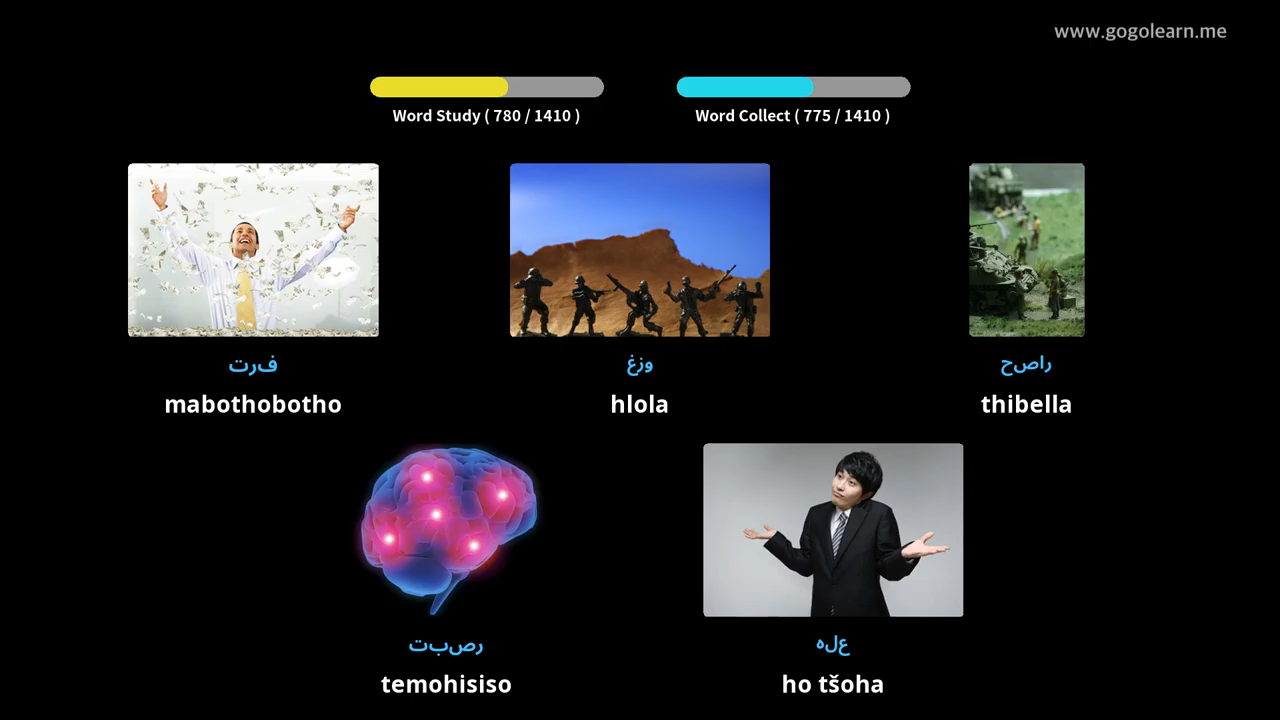 www.gogolearn.me
Word Study ( 780 / 1410 )
Word Collect ( 775 / 1410 )
فرت
mabothobotho
وزغ
hlola
راصح
thibella
رصبت
temohisiso
عله
ho tšoha